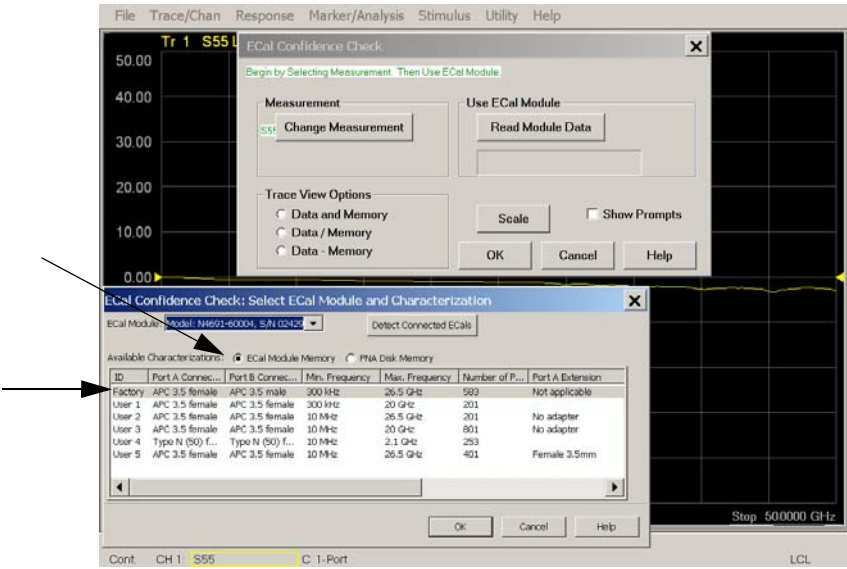 File Trace/Chan Response Marker/Analysis Stimulus Utility Help
Tr 1 S55 L
50.00
40.00
30.00
20.00
10.00
0.00
ECal Confidence Check
Begin by Selecting Measurement. Then Use ECal Module.
Measurement
S55
Change Measurement
Use ECal Module
Read Module Data
Trace View Options
Data and Memory
Data / Memory
Data - Memory
Scale
Show Prompts
OK Cancel Help
ECal Confidence Check: Select ECal Module and Characterization
ECal Module: Model: N4691-60004, S/N 02429
Detect Connected ECals
Available Characterizations: ECal Module Memory PNA Disk Memory
ID Port A Connec... Port B Connec... Min. Frequency Max. Frequency Number of P... Port A Extension
Factory APC 3.5 female APC 3.5 male 300 kHz 26.5 GHz 583 Not applicable
User 1 APC 3.5 female APC 3.5 female 300 kHz 20 GHz 201
User 2 APC 3.5 female APC 3.5 female 10 MHz 26.5 GHz 201 No adapter
User 3 APC 3.5 female APC 3.5 female 10 MHz 20 GHz 801 No adapter
User 4 Type N (50) f... Type N (50) f... 10 MHz 2.1 GHz 253
User 5 APC 3.5 female APC 3.5 female 10 MHz 26.5 GHz 401 Female 3.5mm
OK Cancel Help
Stop 50.0000 GHz
Cont CH 1: S55 C 1-Port LCL